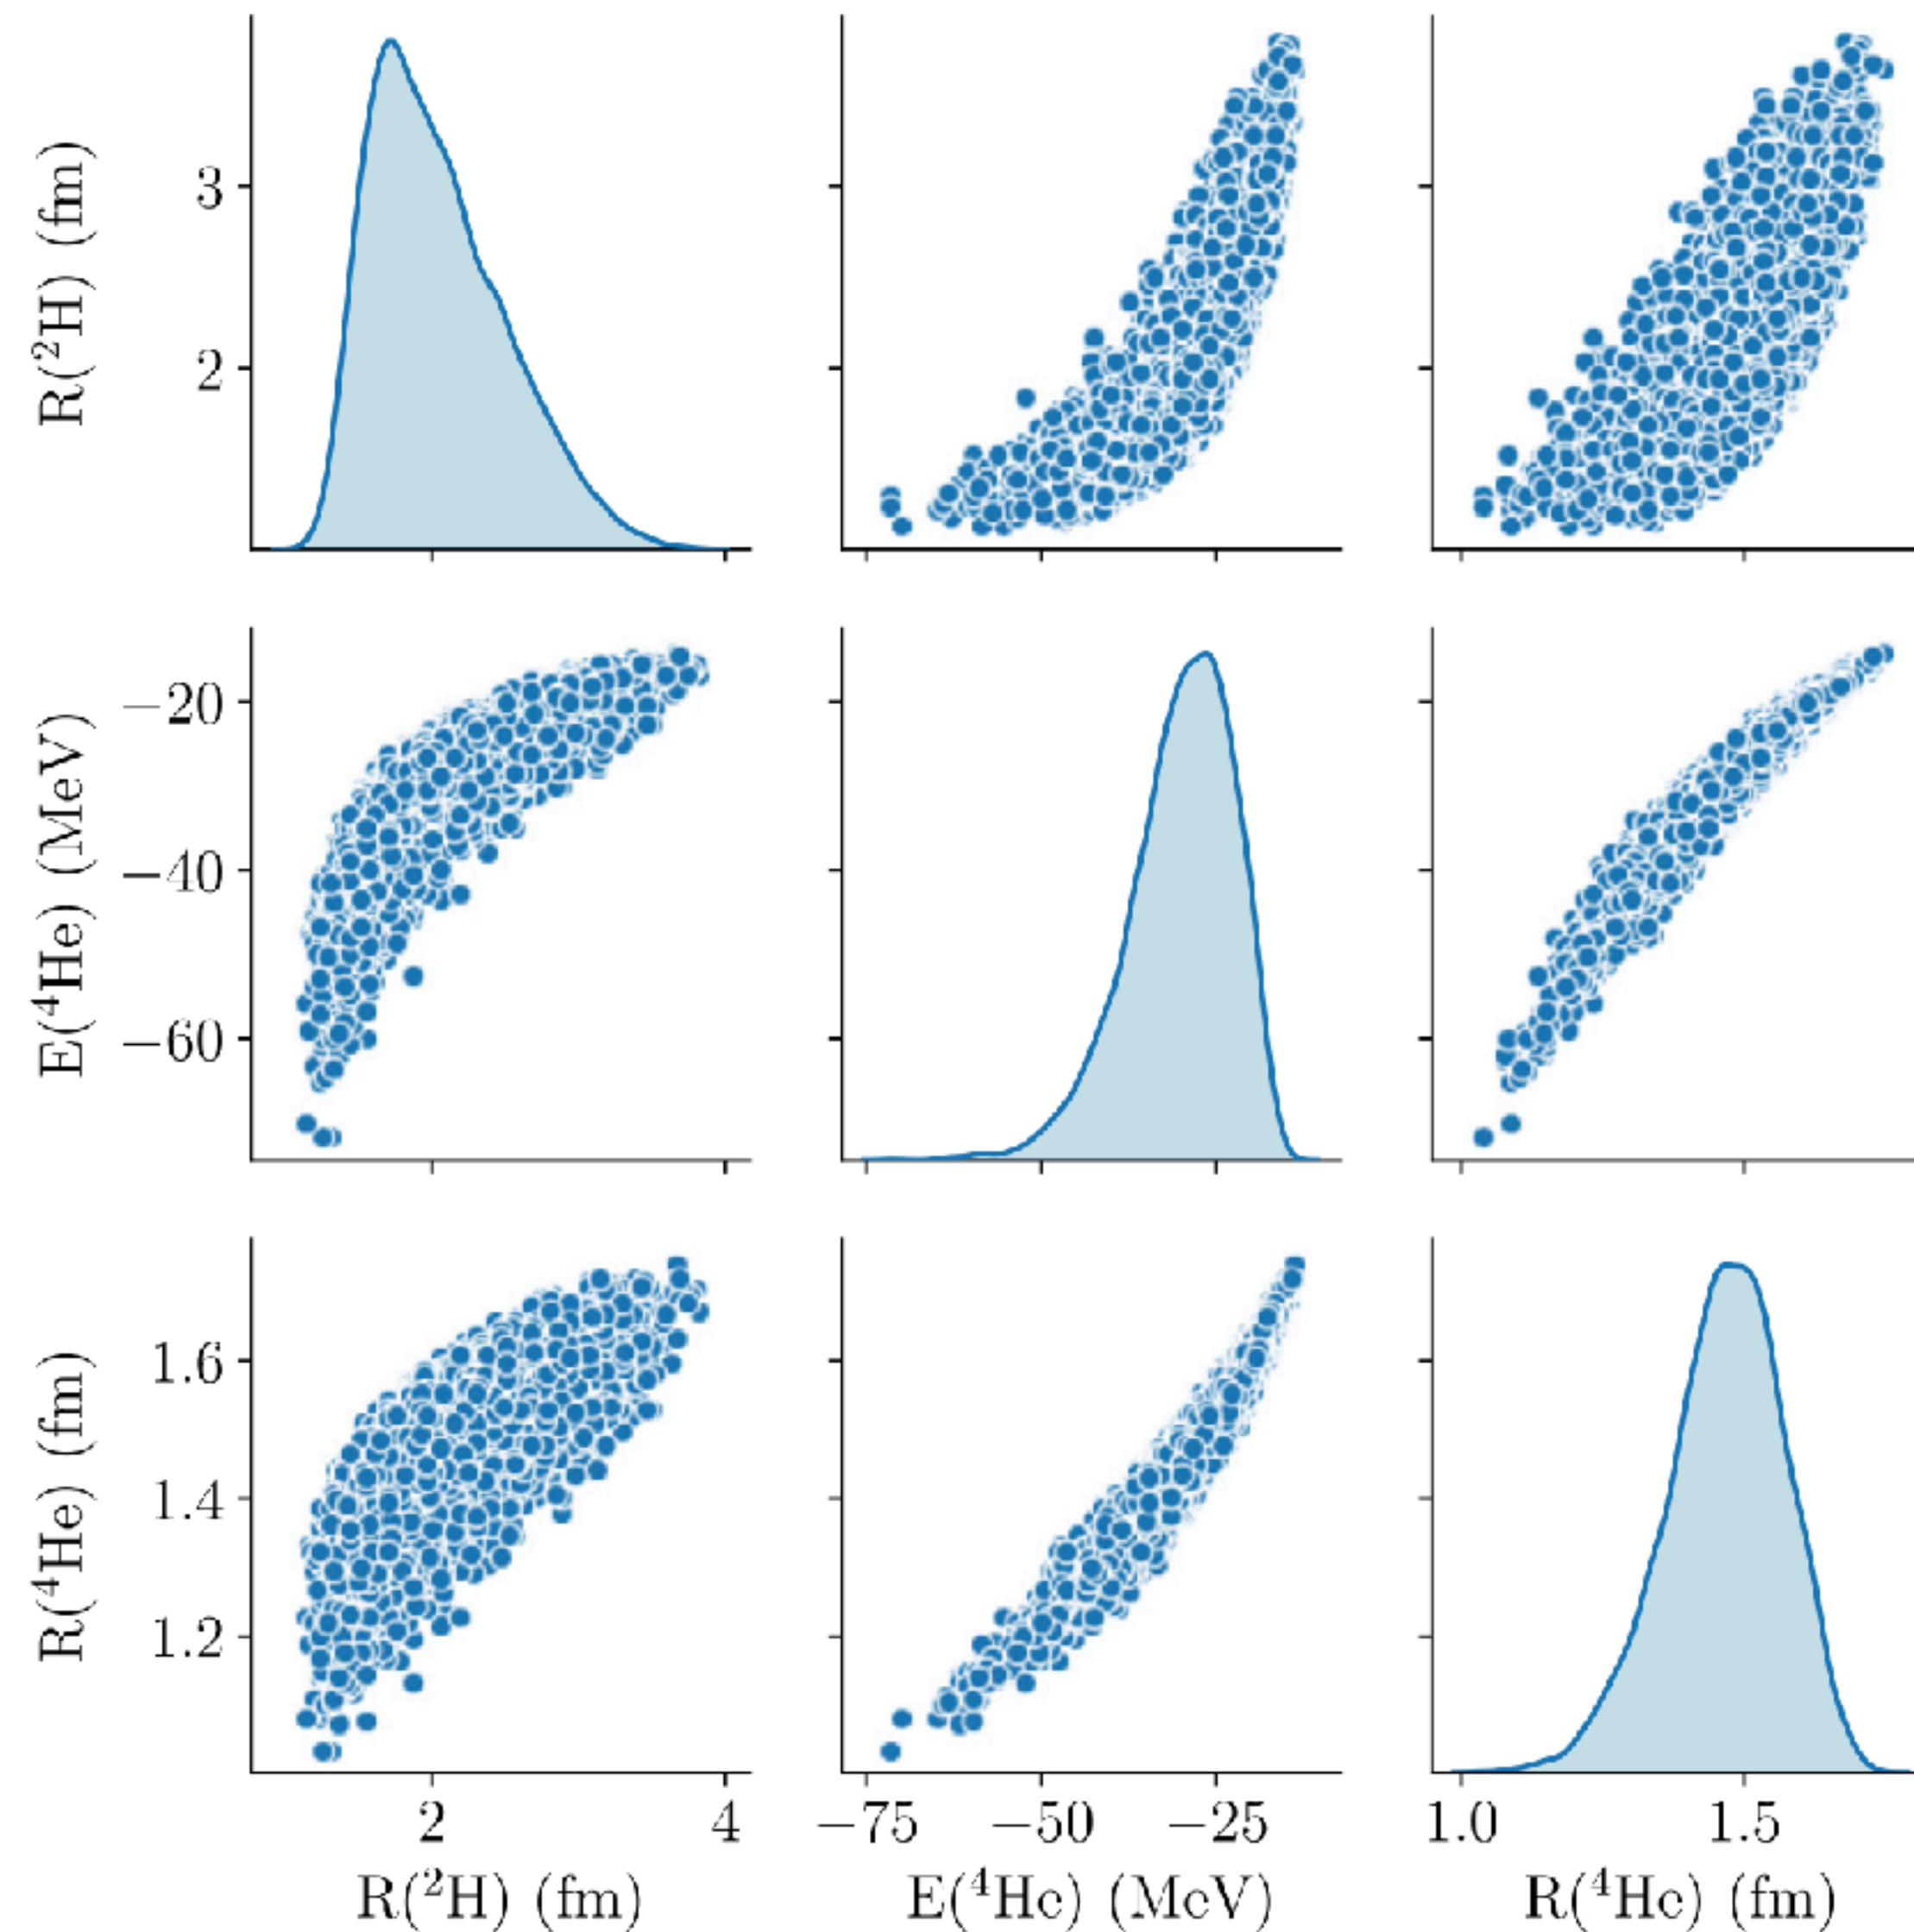 R(²H) (fm)
3
2
E(⁴He) (MeV)
−20
−40
−60
R(⁴He) (fm)
1.6
1.4
1.2
2 4 −75 −50 −25 1.0 1.5
R(²H) (fm) E(⁴He) (MeV) R(⁴He) (fm)